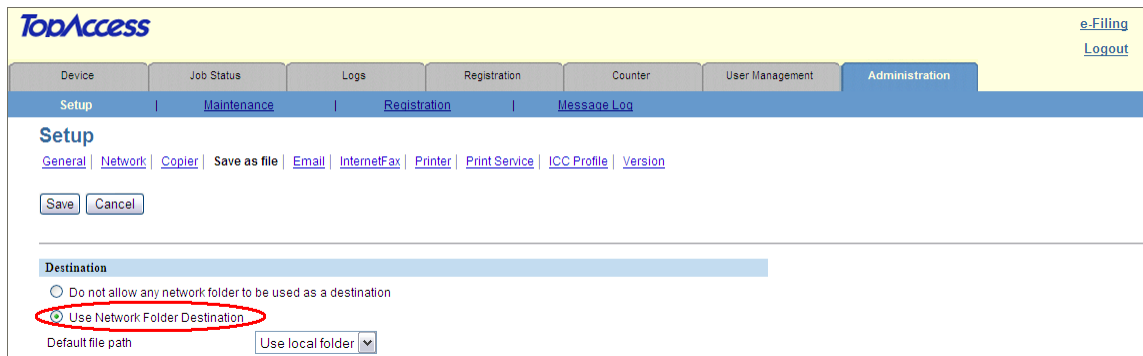 TopAccess
e-Filing
Logout
Device Job Status Logs Registration Counter User Management Administration
Setup | Maintenance | Registration | Message Log
Setup
General | Network | Copier | Save as file | Email | InternetFax | Printer | Print Service | ICC Profile | Version
Save Cancel
Destination
Do not allow any network folder to be used as a destination
Use Network Folder Destination
Default file path Use local folder